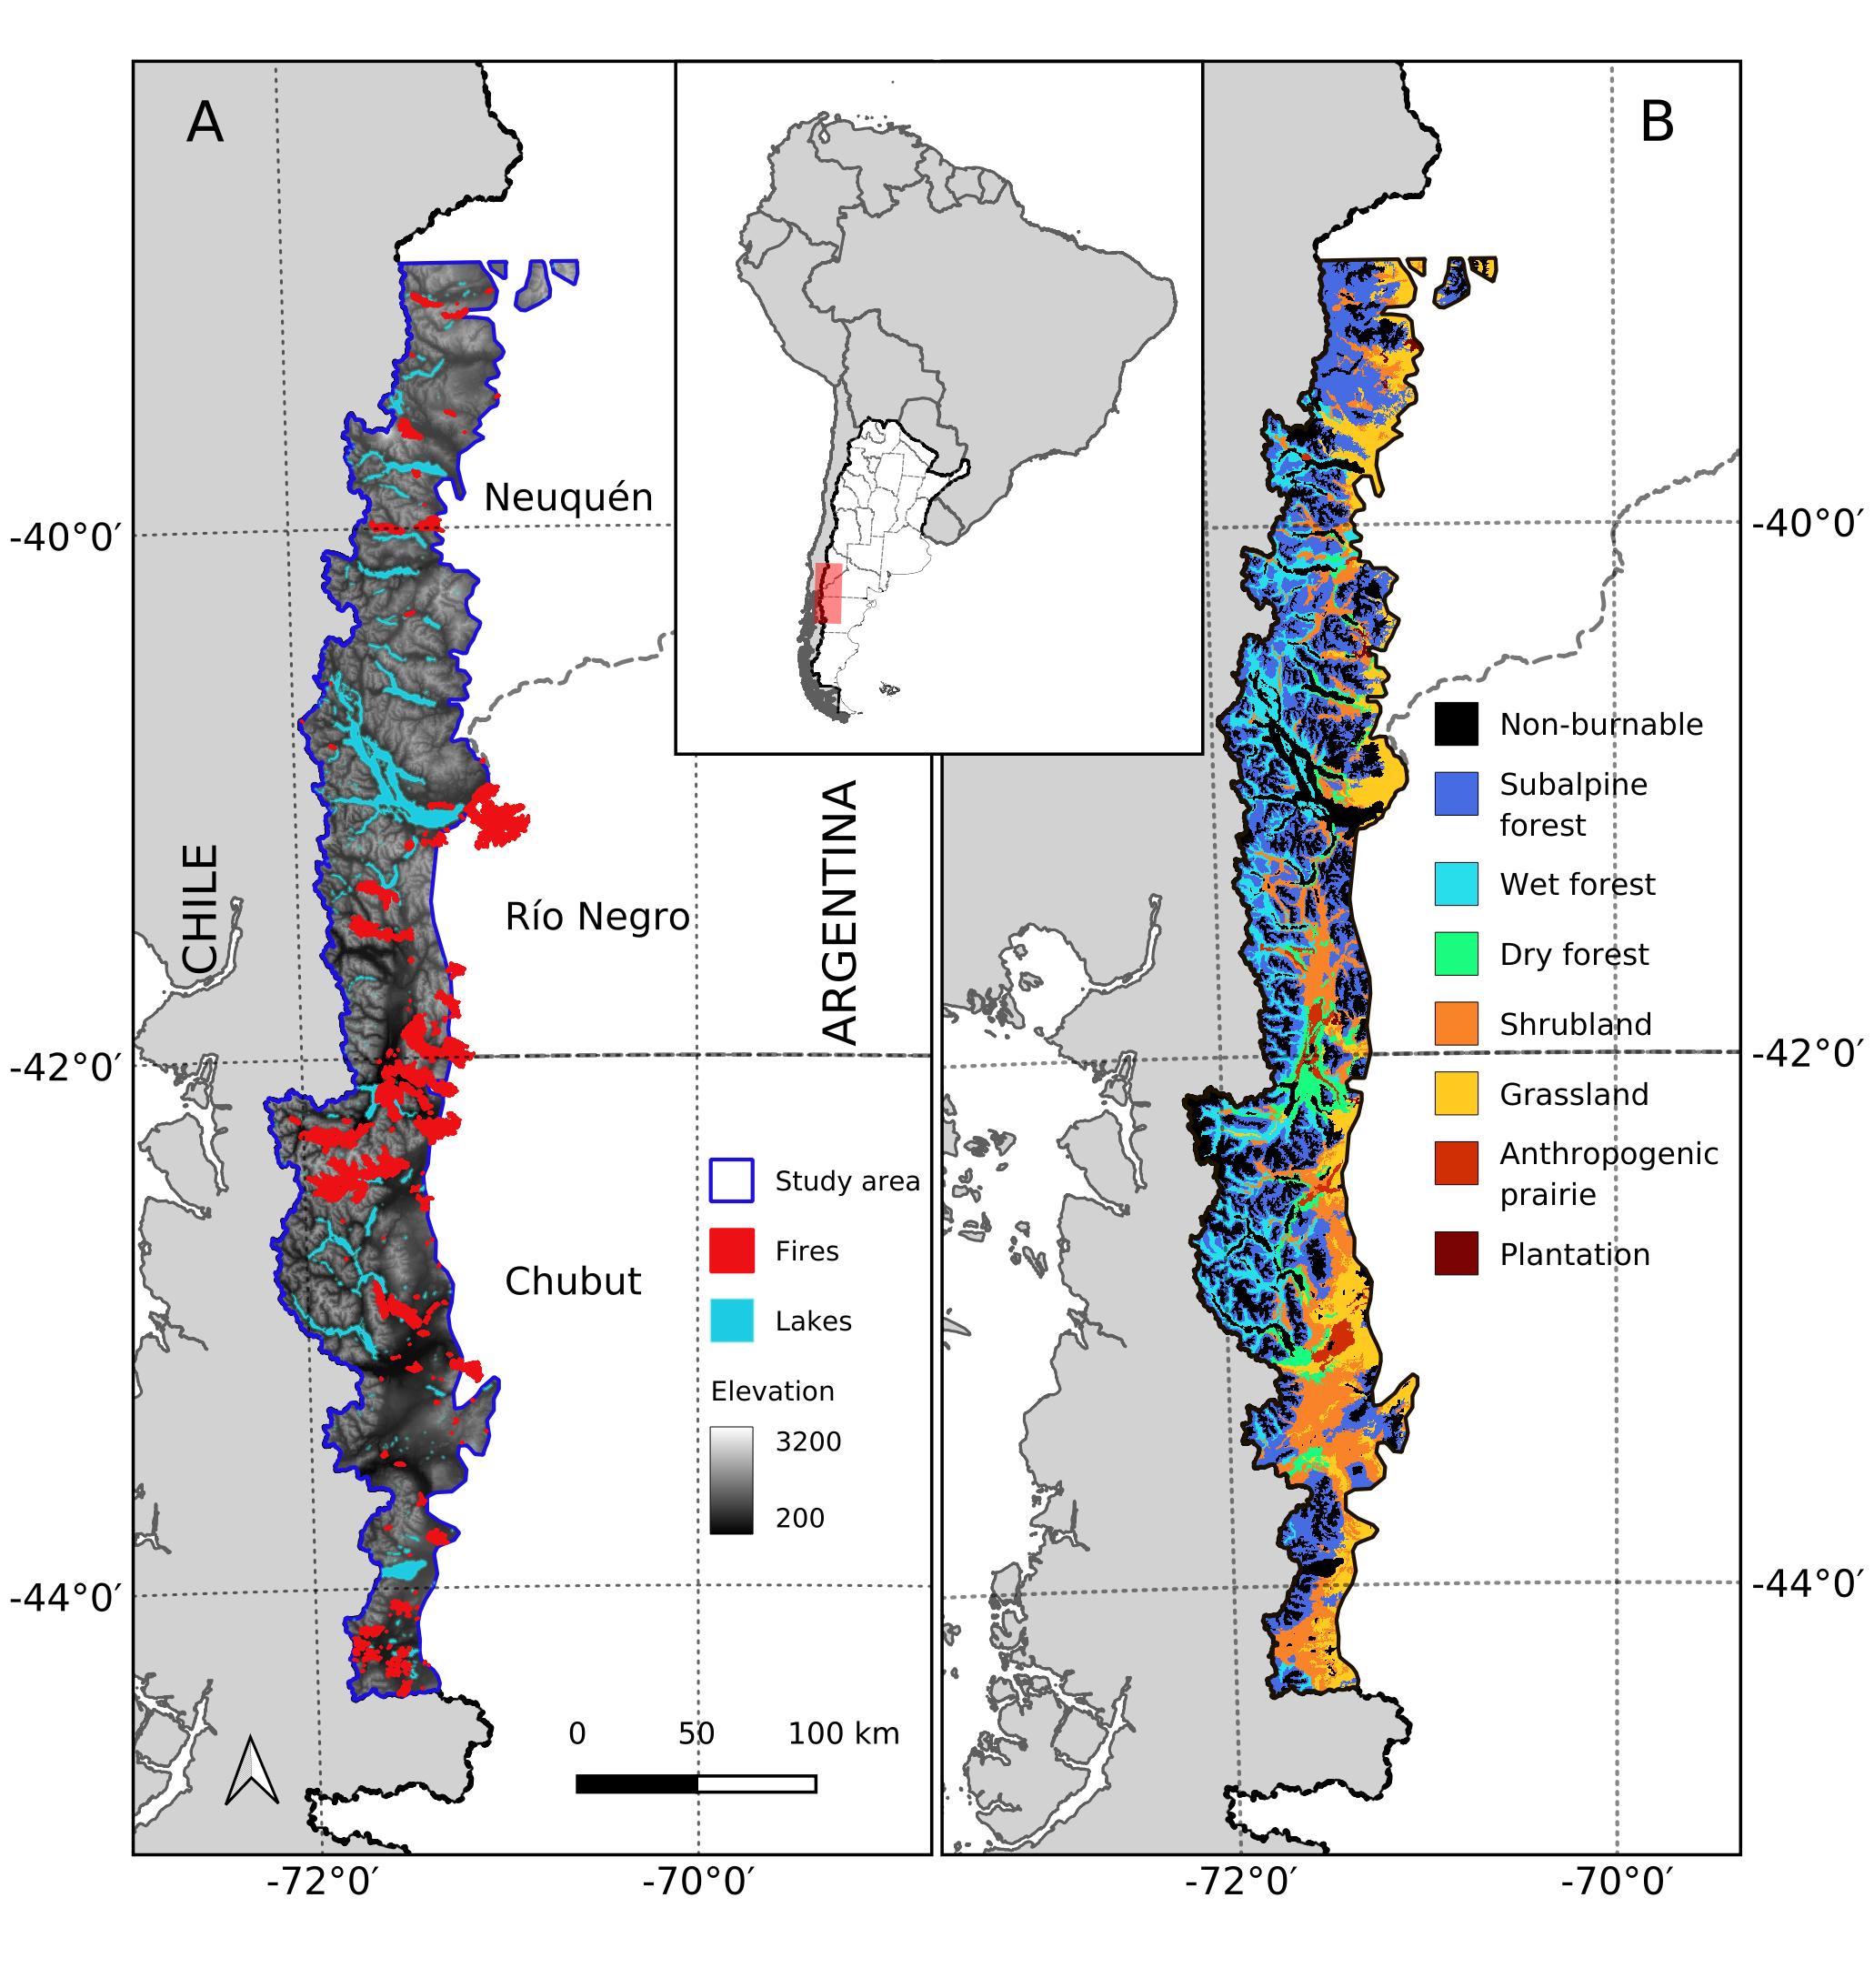 A
B
Neuquén
-40°0′
-40°0′
Non-burnable
Subalpine
forest
Wet forest
Dry forest
Shrubland
Grassland
Anthropogenic
prairie
Plantation
CHILE
ARGENTINA
Río Negro
-42°0′
-42°0′
Chubut
Study area
Fires
Lakes
Elevation
3200
200
-44°0′
-44°0′
0 50 100 km
-72°0′
-70°0′
-72°0′
-70°0′